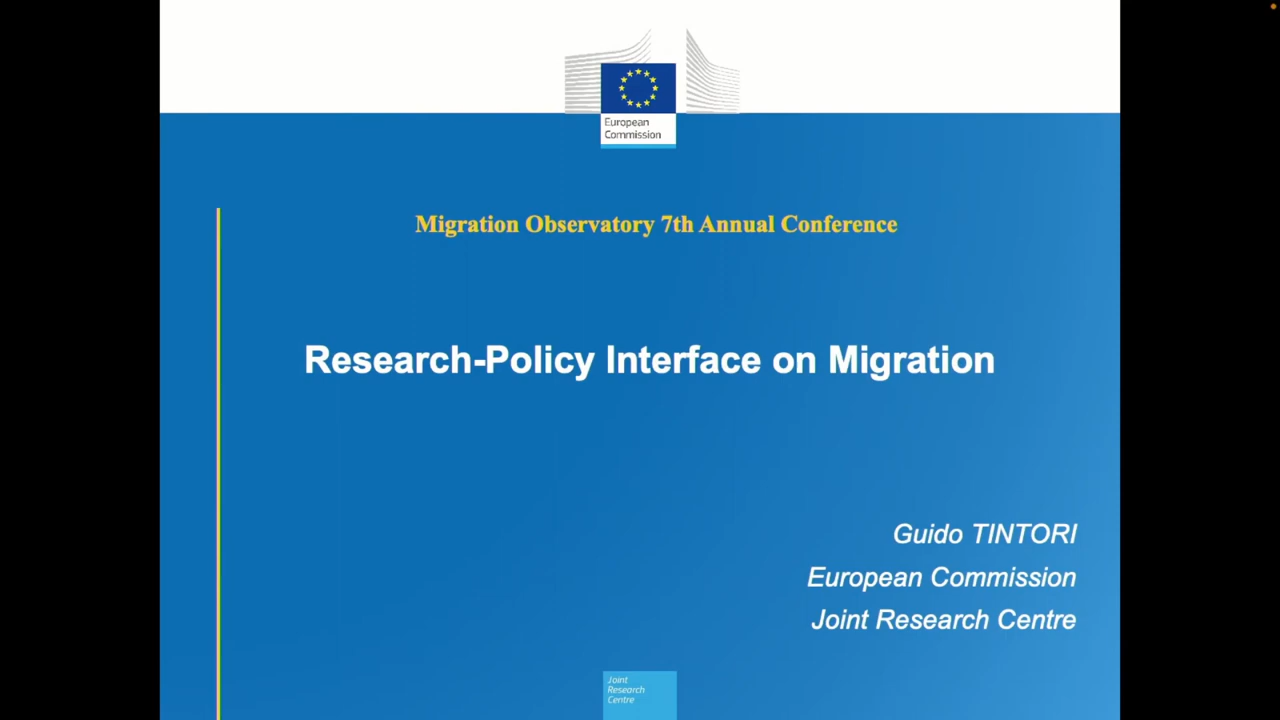 European
Commission
Migration Observatory 7th Annual Conference
Research-Policy Interface on Migration
Guido TINTORI
European Commission
Joint Research Centre
Joint
Research
Centre